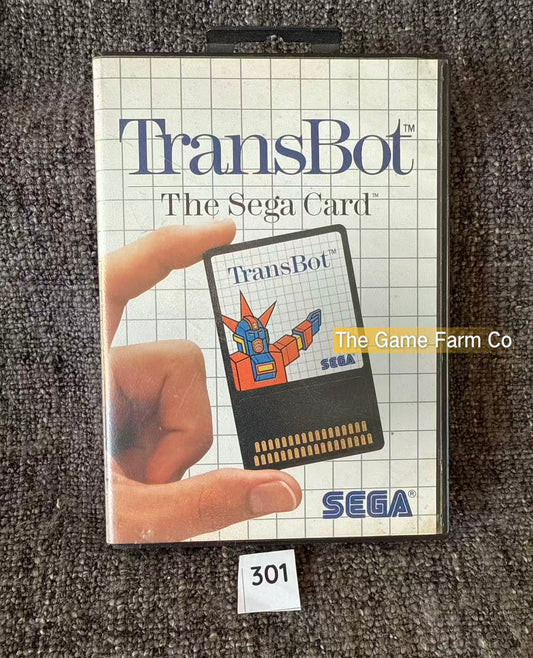 TransBot™
The Sega Card™
TransBot™
SEGA
The Game Farm Co
SEGA®
301